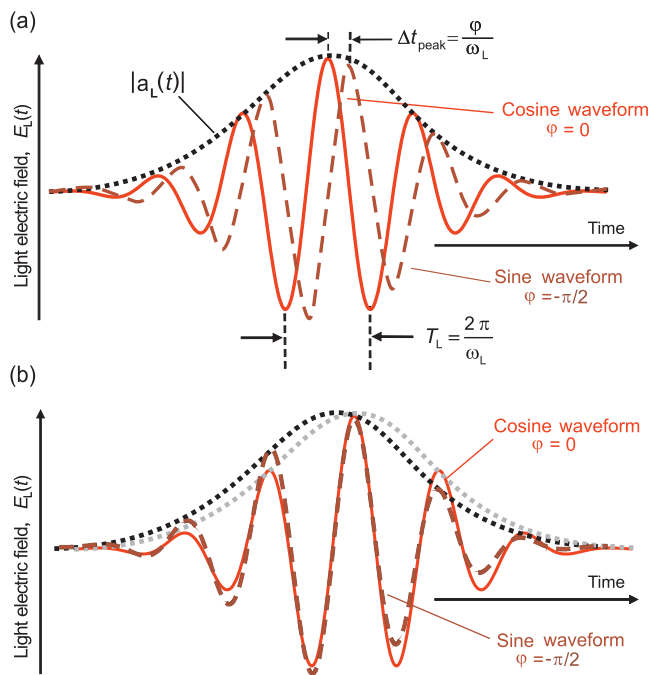 (a)
Δt_peak = φ/ω_L
|a_L(t)|
Cosine waveform
φ = 0
Light electric field, E_L(t)
Time
Sine waveform
φ =-π/2
T_L = 2 π/ω_L
(b)
Cosine waveform
φ = 0
Light electric field, E_L(t)
Time
Sine waveform
φ=-π/2